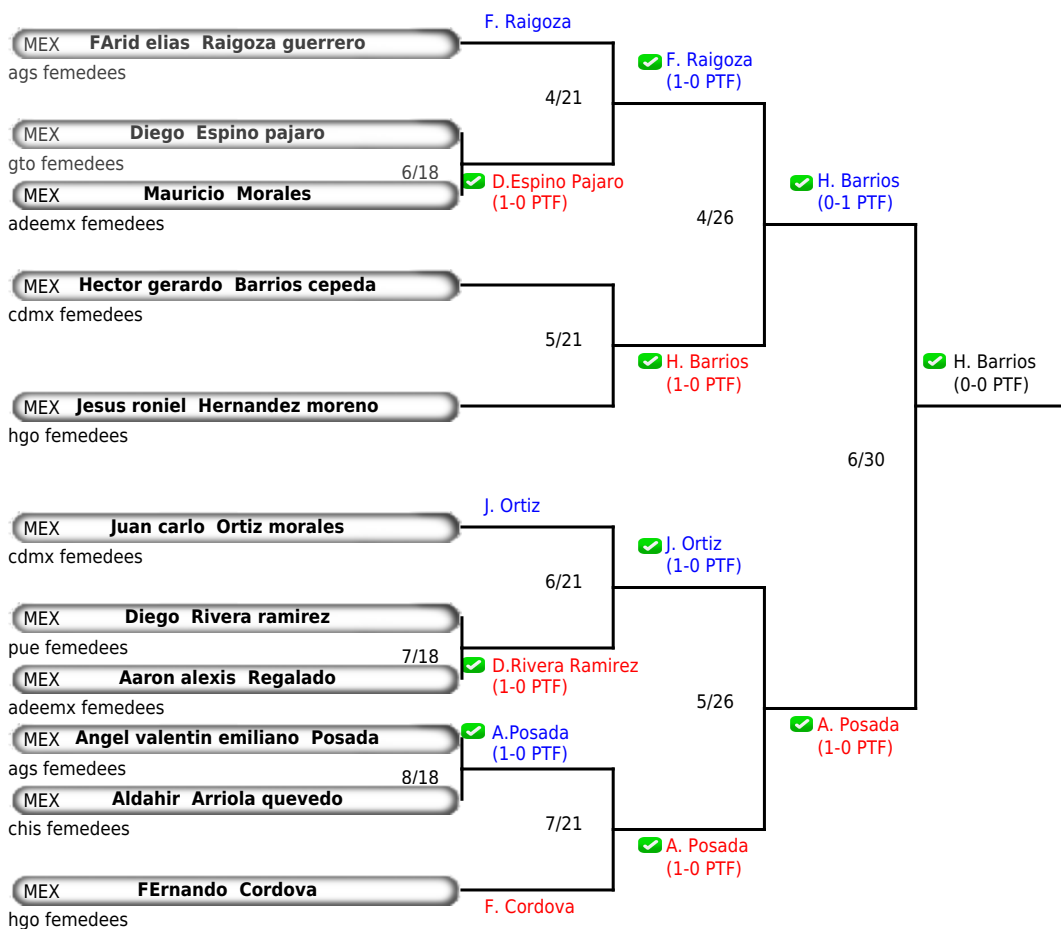 F. Raigoza
MEX FArid elias Raigoza guerrero
ags femedees
F. Raigoza
(1-0 PTF)
4/21
MEX Diego Espino pajaro
gto femedees
6/18
D.Espino Pajaro
(1-0 PTF)
MEX Mauricio Morales
adeemx femedees
H. Barrios
(0-1 PTF)
4/26
MEX Hector gerardo Barrios cepeda
cdmx femedees
5/21
H. Barrios
(1-0 PTF)
H. Barrios
(0-0 PTF)
MEX Jesus roniel Hernandez moreno
hgo femedees
6/30
J. Ortiz
MEX Juan carlo Ortiz morales
cdmx femedees
J. Ortiz
(1-0 PTF)
6/21
MEX Diego Rivera ramirez
pue femedees
7/18
D.Rivera Ramirez
(1-0 PTF)
MEX Aaron alexis Regalado
adeemx femedees
5/26
A. Posada
(1-0 PTF)
MEX Angel valentin emiliano Posada
ags femedees
A.Posada
(1-0 PTF)
8/18
MEX Aldahir Arriola quevedo
chis femedees
7/21
A. Posada
(1-0 PTF)
MEX FErnando Cordova
hgo femedees
F. Cordova